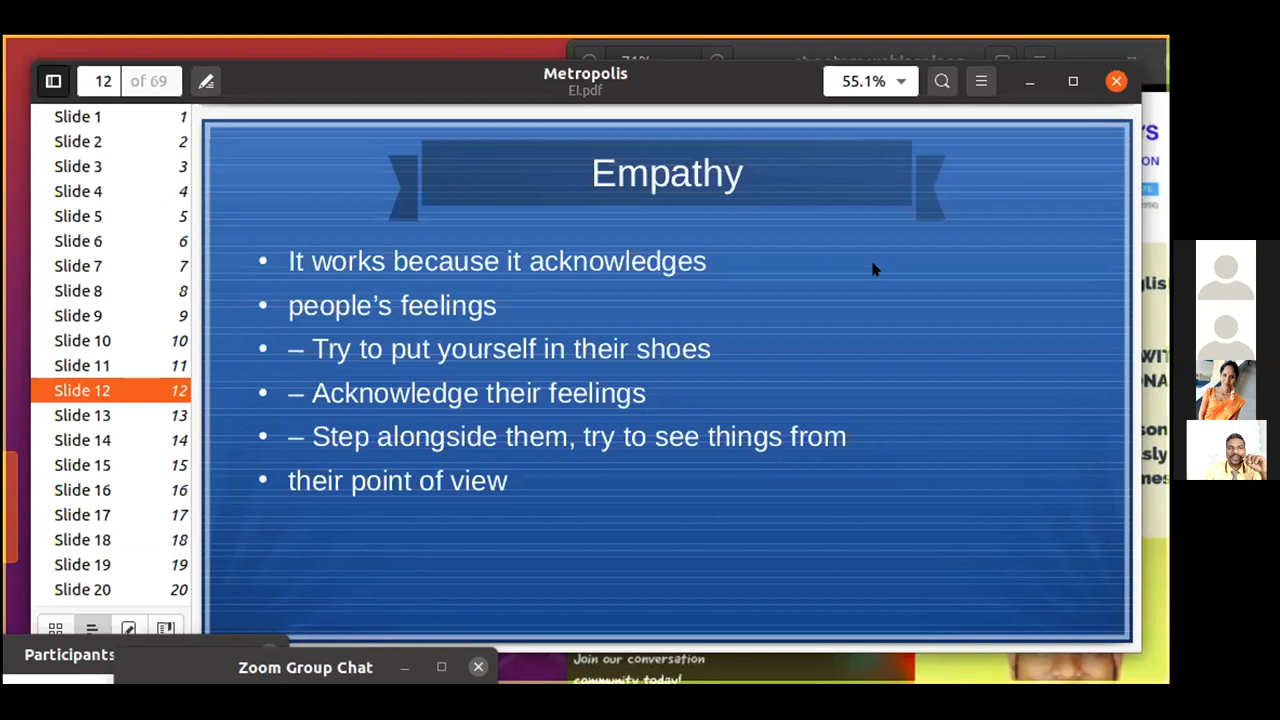 71%
12 of 69
Metropolis
EI.pdf
55.1%
Slide 1 1
Slide 2 2
Slide 3 3
Slide 4 4
Slide 5 5
Slide 6 6
Slide 7 7
Slide 8 8
Slide 9 9
Slide 10 10
Slide 11 11
Slide 12 12
Slide 13 13
Slide 14 14
Slide 15 15
Slide 16 16
Slide 17 17
Slide 18 18
Slide 19 19
Slide 20 20
Empathy
• It works because it acknowledges
• people’s feelings
• – Try to put yourself in their shoes
• – Acknowledge their feelings
• – Step alongside them, try to see things from
• their point of view
Participants
Zoom Group Chat
Join our conversation
community today!